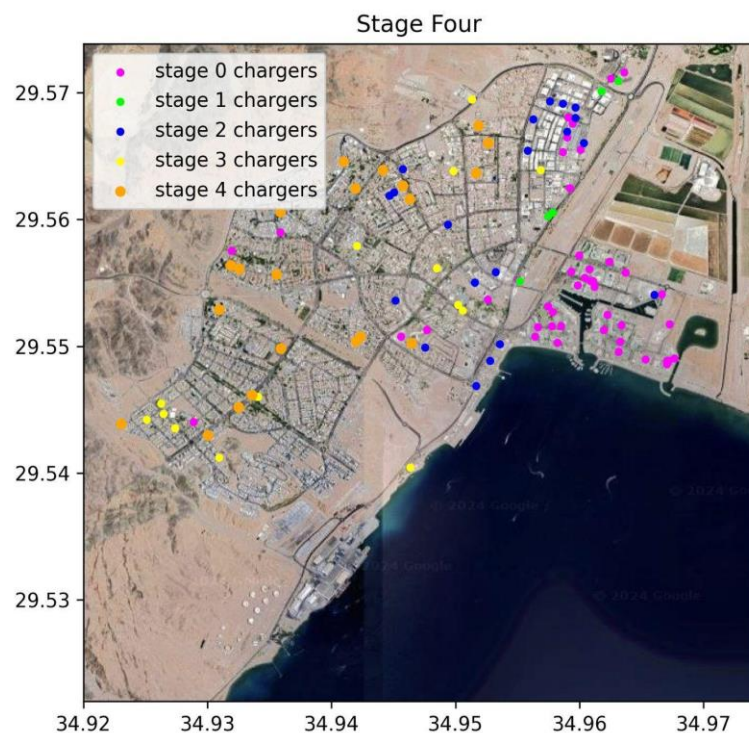 Stage Four
29.57
29.56
29.55
29.54
29.53
stage 0 chargers
stage 1 chargers
stage 2 chargers
stage 3 chargers
stage 4 chargers
© 2024 Google
2024 Google
© 2024 Google
34.92 34.93 34.94 34.95 34.96 34.97